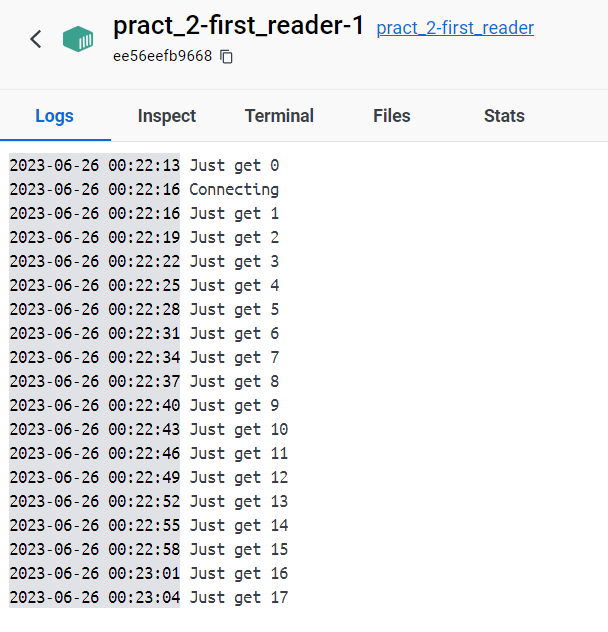 pract_2-first_reader-1 pract_2-first_reader
ee56eefb9668
Logs Inspect Terminal Files Stats
2023-06-26 00:22:13 Just get 0
2023-06-26 00:22:16 Connecting
2023-06-26 00:22:16 Just get 1
2023-06-26 00:22:19 Just get 2
2023-06-26 00:22:22 Just get 3
2023-06-26 00:22:25 Just get 4
2023-06-26 00:22:28 Just get 5
2023-06-26 00:22:31 Just get 6
2023-06-26 00:22:34 Just get 7
2023-06-26 00:22:37 Just get 8
2023-06-26 00:22:40 Just get 9
2023-06-26 00:22:43 Just get 10
2023-06-26 00:22:46 Just get 11
2023-06-26 00:22:49 Just get 12
2023-06-26 00:22:52 Just get 13
2023-06-26 00:22:55 Just get 14
2023-06-26 00:22:58 Just get 15
2023-06-26 00:23:01 Just get 16
2023-06-26 00:23:04 Just get 17